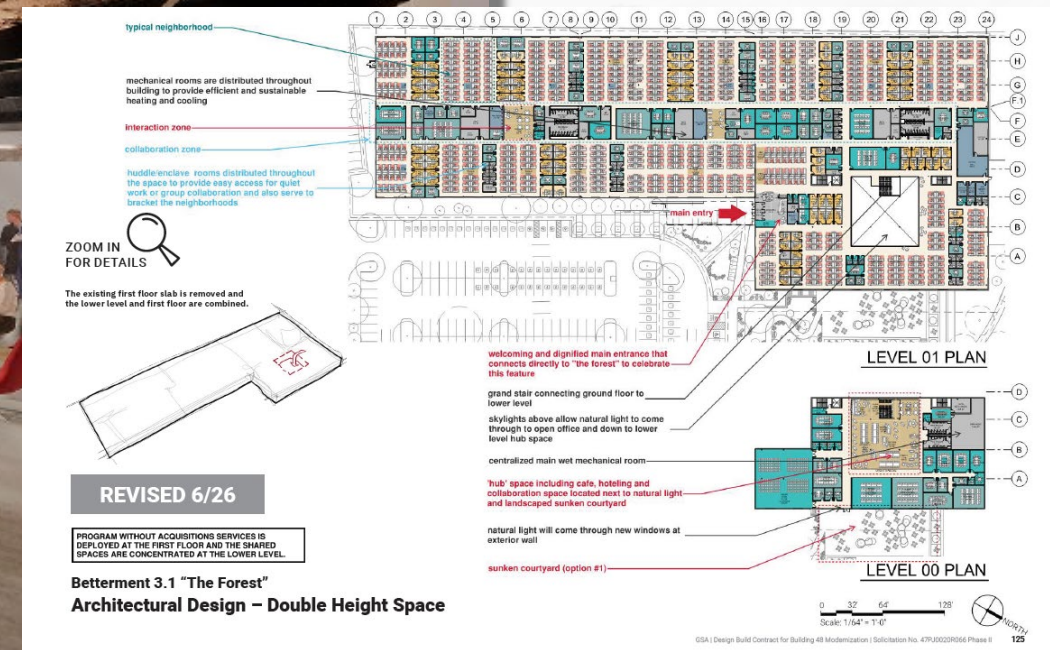 1 2 3 4 5 6 7 8 9 10 11 12 13 14 15 16 17 18 19 20 21 22 23 24
J
H
G
F.1
F
E
D
C
B
A
typical neighborhood
mechanical rooms are distributed throughout
building to provide efficient and sustainable
heating and cooling
interaction zone
collaboration zone
huddle/enclave rooms distributed throughout
the space to provide easy access for quiet
work or group collaboration and also serve to
bracket the neighborhoods
main entry
ZOOM IN
FOR DETAILS
The existing first floor slab is removed and
the lower level and first floor are combined.
welcoming and dignified main entrance that
connects directly to "the forest" to celebrate
this feature
LEVEL 01 PLAN
grand stair connecting ground floor to
lower level
skylights above allow natural light to come
through to open office and down to lower
level hub space
centralized main wet mechanical room
'hub' space including cafe, hoteling and
collaboration space located next to natural light
and landscaped sunken courtyard
natural light will come through new windows at
exterior wall
sunken courtyard (option #1)
D
C
B
A
LEVEL 00 PLAN
REVISED 6/26
PROGRAM WITHOUT ACQUISITIONS SERVICES IS
DEPLOYED AT THE FIRST FLOOR AND THE SHARED
SPACES ARE CONCENTRATED AT THE LOWER LEVEL.
Betterment 3.1 “The Forest”
Architectural Design – Double Height Space
0 32' 64' 128'
Scale: 1/64" = 1'-0"
NORTH
GSA | Design Build Contract for Building 48 Modernization | Solicitation No. 47PJ0020R066 Phase II 125